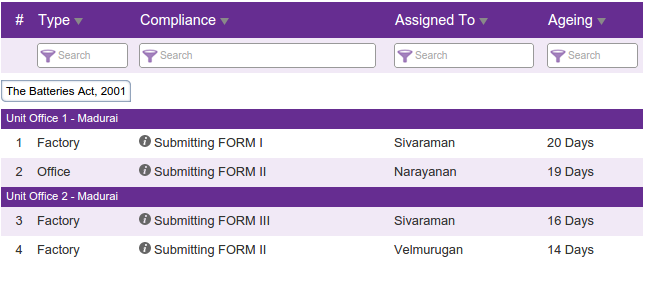 # Type Compliance Assigned To Ageing
Search Search Search Search
The Batteries Act, 2001
Unit Office 1 - Madurai
1 Factory Submitting FORM I Sivaraman 20 Days
2 Office Submitting FORM II Narayanan 19 Days
Unit Office 2 - Madurai
3 Factory Submitting FORM III Sivaraman 16 Days
4 Factory Submitting FORM II Velmurugan 14 Days